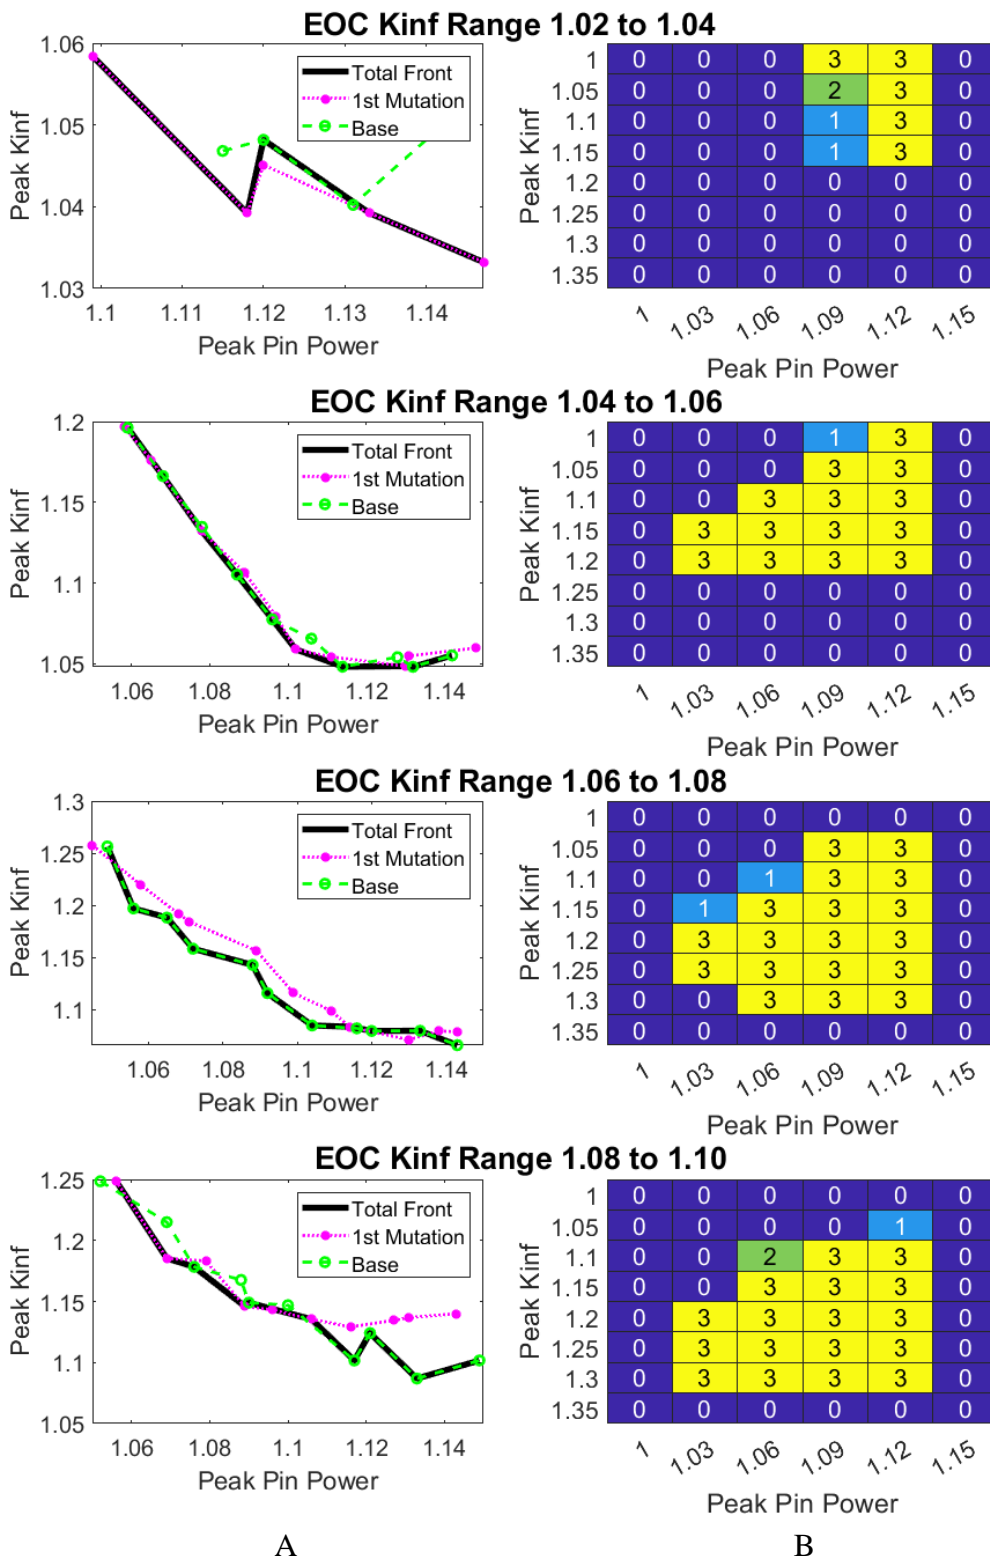 EOC Kinf Range 1.02 to 1.04
1.06
1.05
1.04
1.03
Peak Kinf
Total Front
1st Mutation
Base
1.1 1.11 1.12 1.13 1.14
Peak Pin Power
Peak Kinf
1 0 0 0 3 3 0
1.05 0 0 0 2 3 0
1.1 0 0 0 1 3 0
1.15 0 0 0 1 3 0
1.2 0 0 0 0 0 0
1.25 0 0 0 0 0 0
1.3 0 0 0 0 0 0
1.35 0 0 0 0 0 0
1 1.03 1.06 1.09 1.12 1.15
Peak Pin Power
EOC Kinf Range 1.04 to 1.06
1.2
1.15
1.1
1.05
Peak Kinf
Total Front
1st Mutation
Base
1.06 1.08 1.1 1.12 1.14
Peak Pin Power
Peak Kinf
1 0 0 0 1 3 0
1.05 0 0 0 3 3 0
1.1 0 0 3 3 3 0
1.15 0 3 3 3 3 0
1.2 0 3 3 3 3 0
1.25 0 0 0 0 0 0
1.3 0 0 0 0 0 0
1.35 0 0 0 0 0 0
1 1.03 1.06 1.09 1.12 1.15
Peak Pin Power
EOC Kinf Range 1.06 to 1.08
1.3
1.25
1.2
1.15
1.1
Peak Kinf
Total Front
1st Mutation
Base
1.06 1.08 1.1 1.12 1.14
Peak Pin Power
Peak Kinf
1 0 0 0 0 0 0
1.05 0 0 0 3 3 0
1.1 0 0 1 3 3 0
1.15 0 1 3 3 3 0
1.2 0 3 3 3 3 0
1.25 0 3 3 3 3 0
1.3 0 0 3 3 3 0
1.35 0 0 0 0 0 0
1 1.03 1.06 1.09 1.12 1.15
Peak Pin Power
EOC Kinf Range 1.08 to 1.10
1.25
1.2
1.15
1.1
1.05
Peak Kinf
Total Front
1st Mutation
Base
1.06 1.08 1.1 1.12 1.14
Peak Pin Power
Peak Kinf
1 0 0 0 0 0 0
1.05 0 0 0 0 1 0
1.1 0 0 2 3 3 0
1.15 0 0 3 3 3 0
1.2 0 3 3 3 3 0
1.25 0 3 3 3 3 0
1.3 0 3 3 3 3 0
1.35 0 0 0 0 0 0
1 1.03 1.06 1.09 1.12 1.15
Peak Pin Power
A B